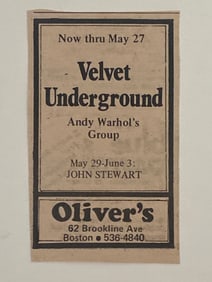 Now thru May 27
Velvet
Underground
Andy Warhol's
Group
May 29-June 3:
JOHN STEWART
Oliver's
62 Brookline Ave
Boston • 536-4840